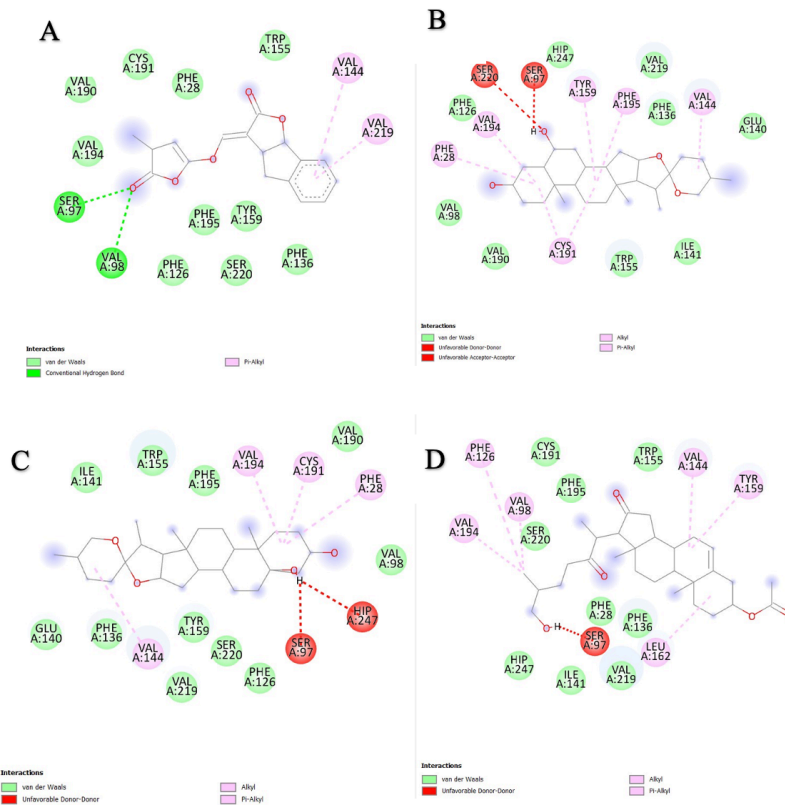 A
TRP
A:155
CYS
A:191
VAL
A:144
VAL
A:190
PHE
A:28
VAL
A:219
VAL
A:194
O
O
O
O
O
SER
A:97
PHE
A:195
TYR
A:159
VAL
A:98
PHE
A:126
SER
A:220
PHE
A:136
Interactions
van der Waals
Conventional Hydrogen Bond
Pi-Alkyl
B
HIP
A:247
SER
A:220
SER
A:97
VAL
A:219
TYR
A:159
PHE
A:195
VAL
A:144
PHE
A:126
PHE
A:136
VAL
A:194
GLU
A:140
H
O
PHE
A:28
O
O
O
VAL
A:98
VAL
A:190
CYS
A:191
TRP
A:155
ILE
A:141
Interactions
van der Waals
Unfavorable Donor-Donor
Unfavorable Acceptor-Acceptor
Alkyl
Pi-Alkyl
C
VAL
A:190
TRP
A:155
VAL
A:194
CYS
A:191
ILE
A:141
PHE
A:195
PHE
A:28
O
O
O
O
H
VAL
A:98
HIP
A:247
GLU
A:140
PHE
A:136
TYR
A:159
SER
A:97
VAL
A:144
SER
A:220
VAL
A:219
PHE
A:126
Interactions
van der Waals
Unfavorable Donor-Donor
Alkyl
Pi-Alkyl
D
PHE
A:126
CYS
A:191
TRP
A:155
VAL
A:144
PHE
A:195
TYR
A:159
VAL
A:98
VAL
A:194
SER
A:220
O
O
O
O
O
H
PHE
A:28
PHE
A:136
SER
A:97
LEU
A:162
HIP
A:247
ILE
A:141
VAL
A:219
Interactions
van der Waals
Unfavorable Donor-Donor
Alkyl
Pi-Alkyl